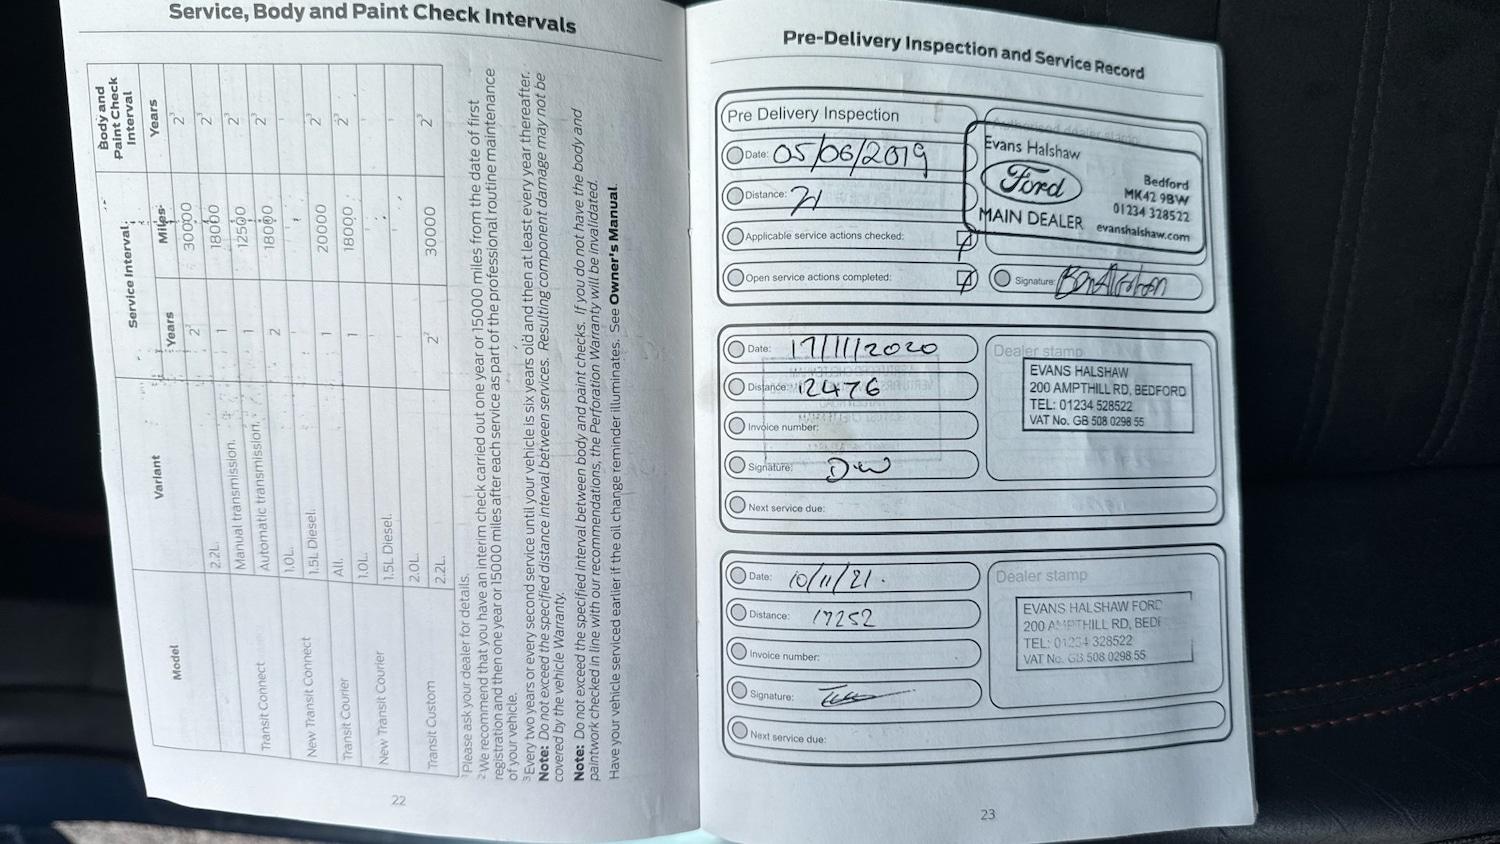 Service, Body and Paint Check Intervals
Model
Variant
Service Interval
Body and
Paint Check
Interval
Years
Miles
Years
2¹
30000
2³
2.2L.
1
18000
2³
Manual transmission.
1
12500
2³
Transit Connect
Automatic transmission.
2
18000
2³
1.0L.
New Transit Connect
1.5L Diesel.
1
20000
2³
Transit Courier
All.
1
18000
2³
1.0L.
New Transit Courier
1.5L Diesel.
2.0L.
Transit Custom
2.2L.
2²
30000
2³
¹ Please ask your dealer for details.
² We recommend that you have an interim check carried out one year or 15000 miles from the date of first
registration and then one year or 15000 miles after each service as part of the professional routine maintenance
of your vehicle.
³ Every two years or every second service until your vehicle is six years old and then at least every year thereafter.
Note: Do not exceed the specified distance interval between services. Resulting component damage may not be
covered by the vehicle Warranty.
Note: Do not exceed the specified interval between body and paint checks. If you do not have the body and
paintwork checked in line with our recommendations, the Perforation Warranty will be invalidated.
Have your vehicle serviced earlier if the oil change reminder illuminates. See Owner's Manual.
22
Pre-Delivery Inspection and Service Record
Pre Delivery Inspection
Date: 05/06/2019
Distance: 21
Applicable service actions checked:
Open service actions completed:
Authorised dealer stamp
Evans Halshaw
Ford
MAIN DEALER
Bedford
MK42 9BW
01234 328522
evanshalshaw.com
Signature:
Date: 17/11/2020
Distance: 12476
Invoice number:
Signature: DW
Next service due:
Dealer stamp
EVANS HALSHAW
200 AMPTHILL RD, BEDFORD
TEL: 01234 528522
VAT No. GB 508 0298 55
Date: 10/11/21.
Distance: 17252
Invoice number:
Signature:
Next service due:
Dealer stamp
EVANS HALSHAW FORD
200 AMPTHILL RD, BEDF
TEL: 01234 328522
VAT No. GB 508 0298 55
23